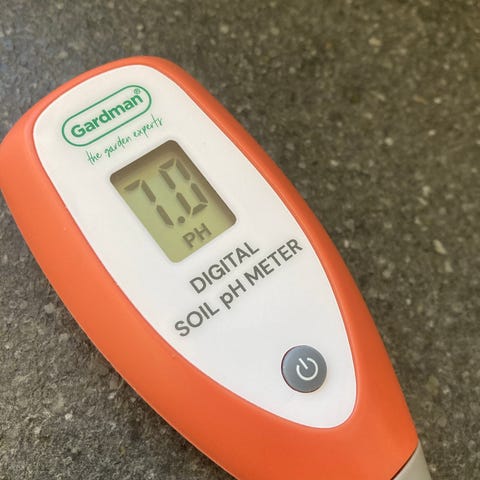 Gardman®
the garden experts
7.0
PH
DIGITAL
SOIL pH METER